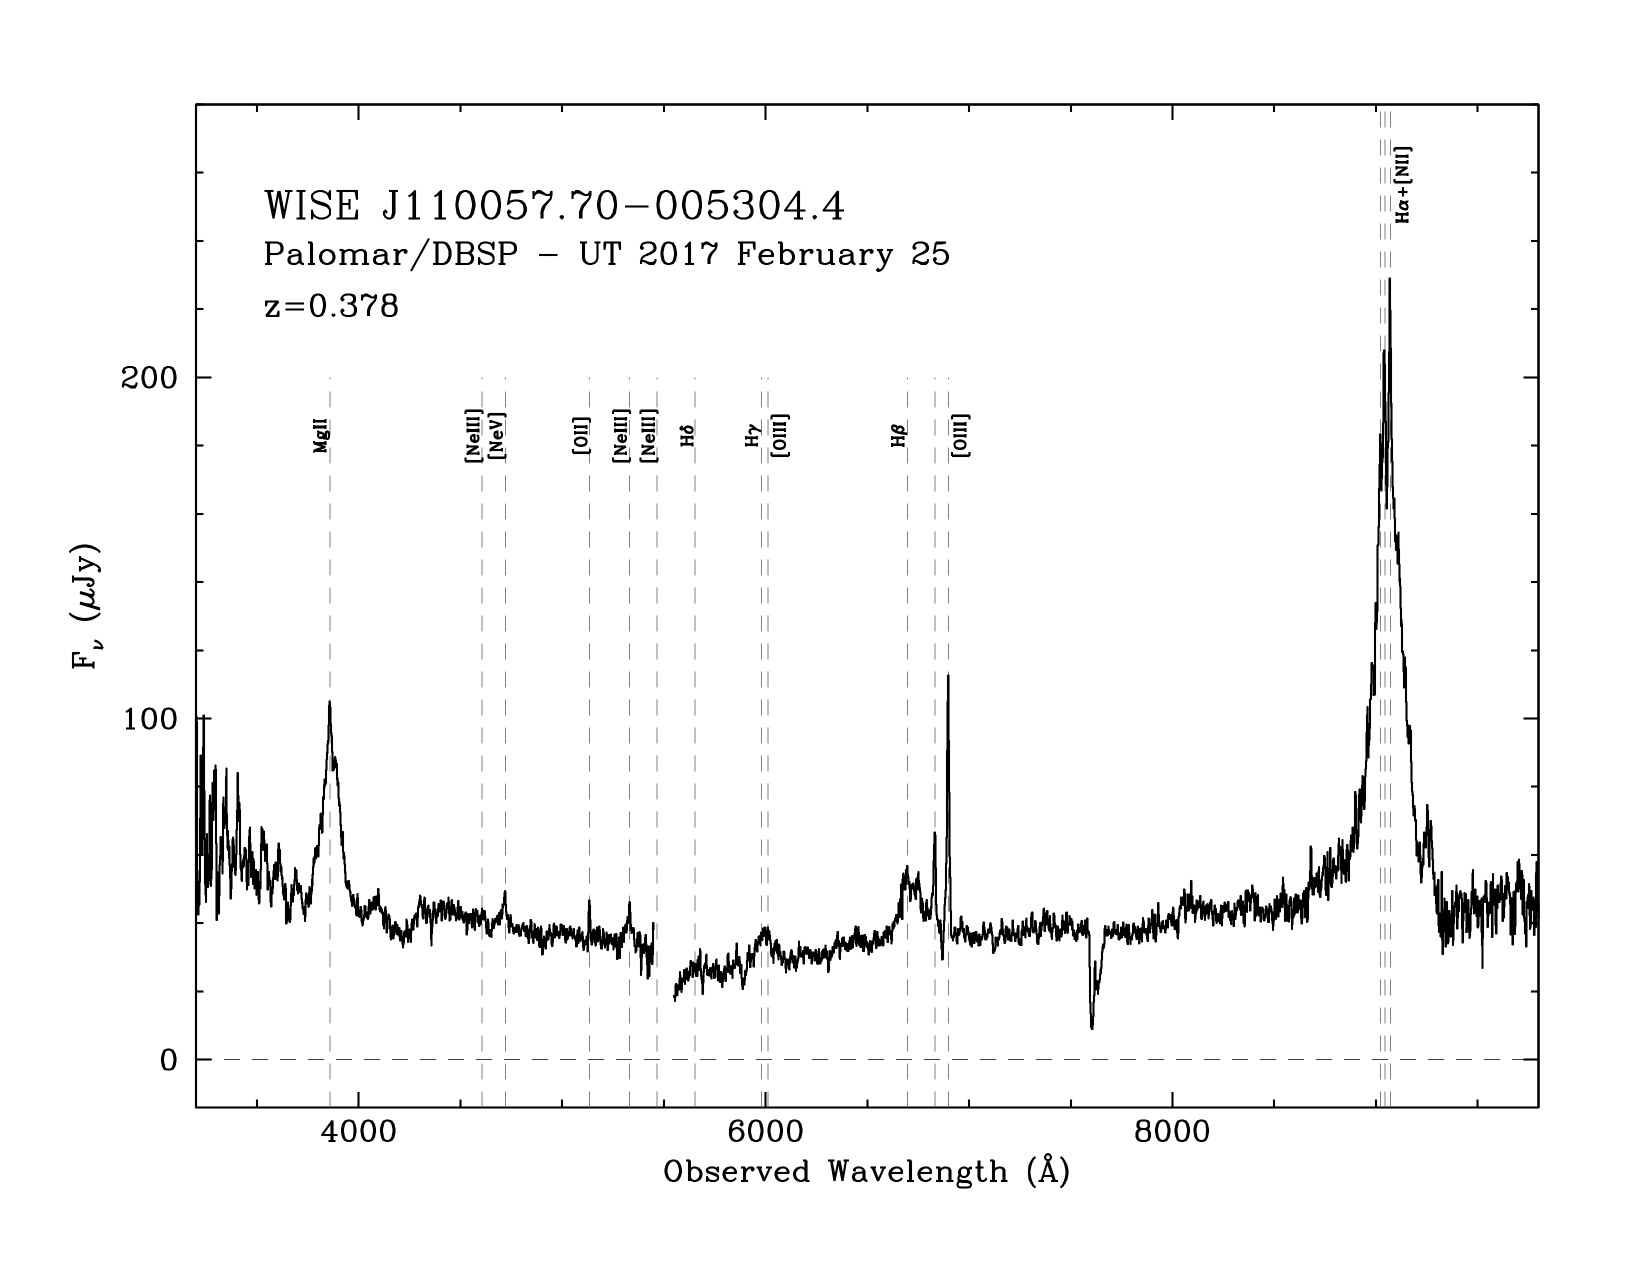 WISE J110057.70−005304.4
Palomar/DBSP − UT 2017 February 25
z=0.378
Hα+[NII]
MgII
[NeIII]
[NeV]
[OII]
[NeIII]
[NeIII]
Hδ
Hγ
[OIII]
Hβ
[OIII]
200
100
0
Fν (μJy)
4000 6000 8000
Observed Wavelength (Å)